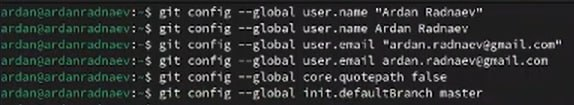 ardan@ardanradnaev:~$ git config --global user.name "Ardan Radnaev"
ardan@ardanradnaev:~$ git config --global user.name Ardan Radnaev
ardan@ardanradnaev:~$ git config --global user.email "ardan.radnaev@gmail.com"
ardan@ardanradnaev:~$ git config --global user.email ardan.radnaev@gmail.com
ardan@ardanradnaev:~$ git config --global core.quotepath false
ardan@ardanradnaev:~$ git config --global init.defaultBranch master